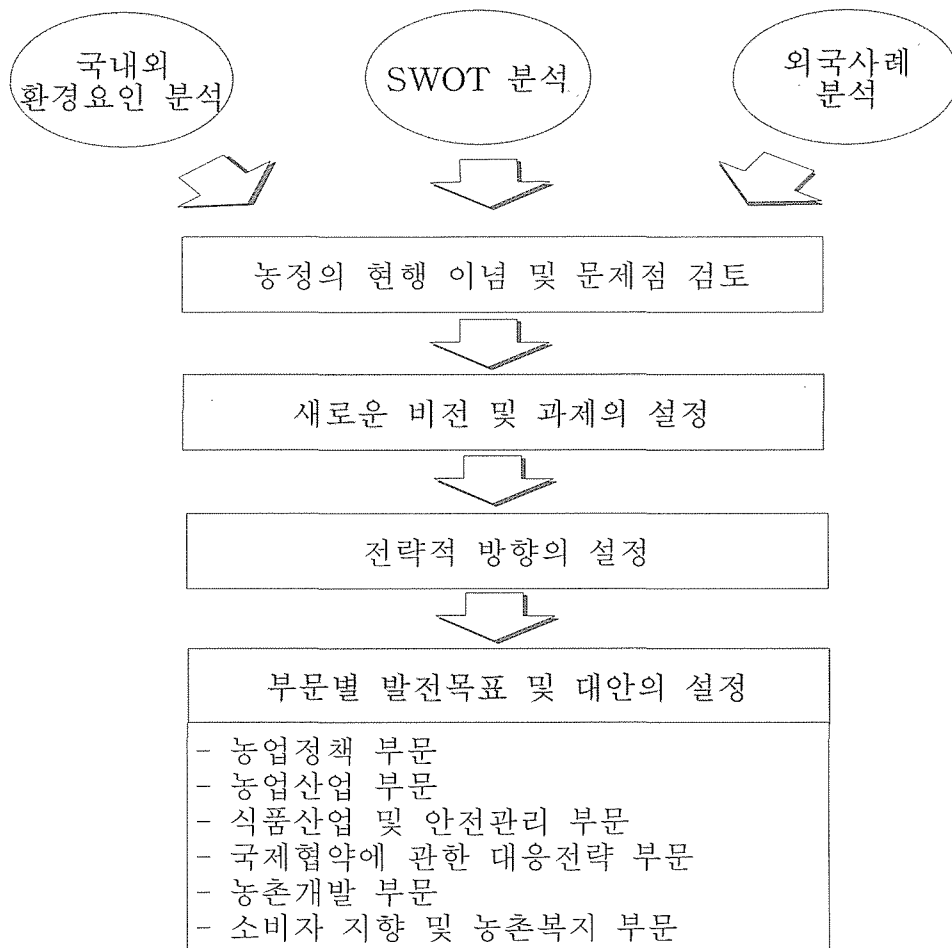 국내외
환경요인 분석
SWOT 분석
외국사례
분석
농정의 현행 이념 및 문제점 검토
새로운 비전 및 과제의 설정
전략적 방향의 설정
부문별 발전목표 및 대안의 설정
- 농업정책 부문
- 농업산업 부문
- 식품산업 및 안전관리 부문
- 국제협약에 관한 대응전략 부문
- 농촌개발 부문
- 소비자 지향 및 농촌복지 부문